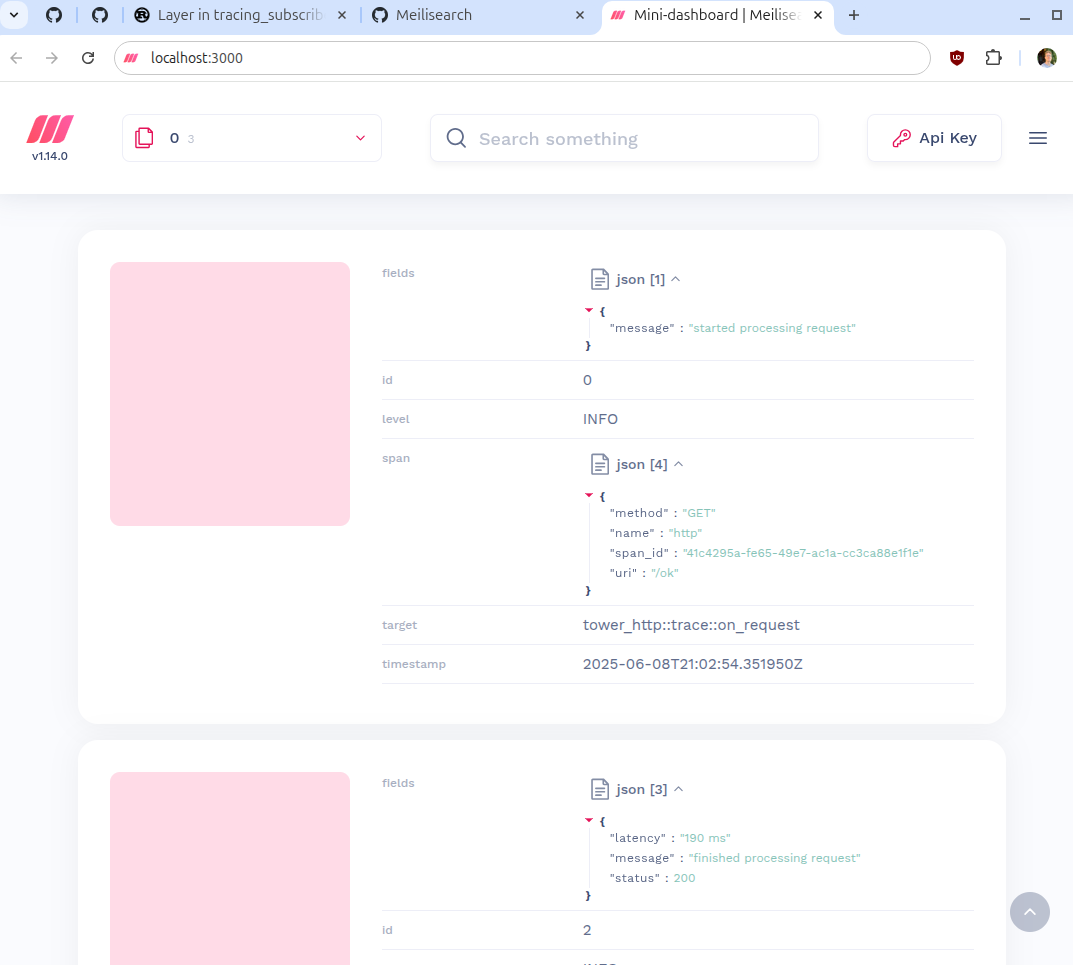 Layer in tracing_subscrib
Meilisearch
Mini-dashboard | Meilisea
localhost:3000
v1.14.0
0 3
Search something
Api Key
fields
json [1]
{
"message" : "started processing request"
}
id 0
level INFO
span
json [4]
{
"method" : "GET"
"name" : "http"
"span_id" : "41c4295a-fe65-49e7-ac1a-cc3ca88e1f1e"
"uri" : "/ok"
}
target tower_http::trace::on_request
timestamp 2025-06-08T21:02:54.351950Z
fields
json [3]
{
"latency" : "190 ms"
"message" : "finished processing request"
"status" : 200
}
id 2